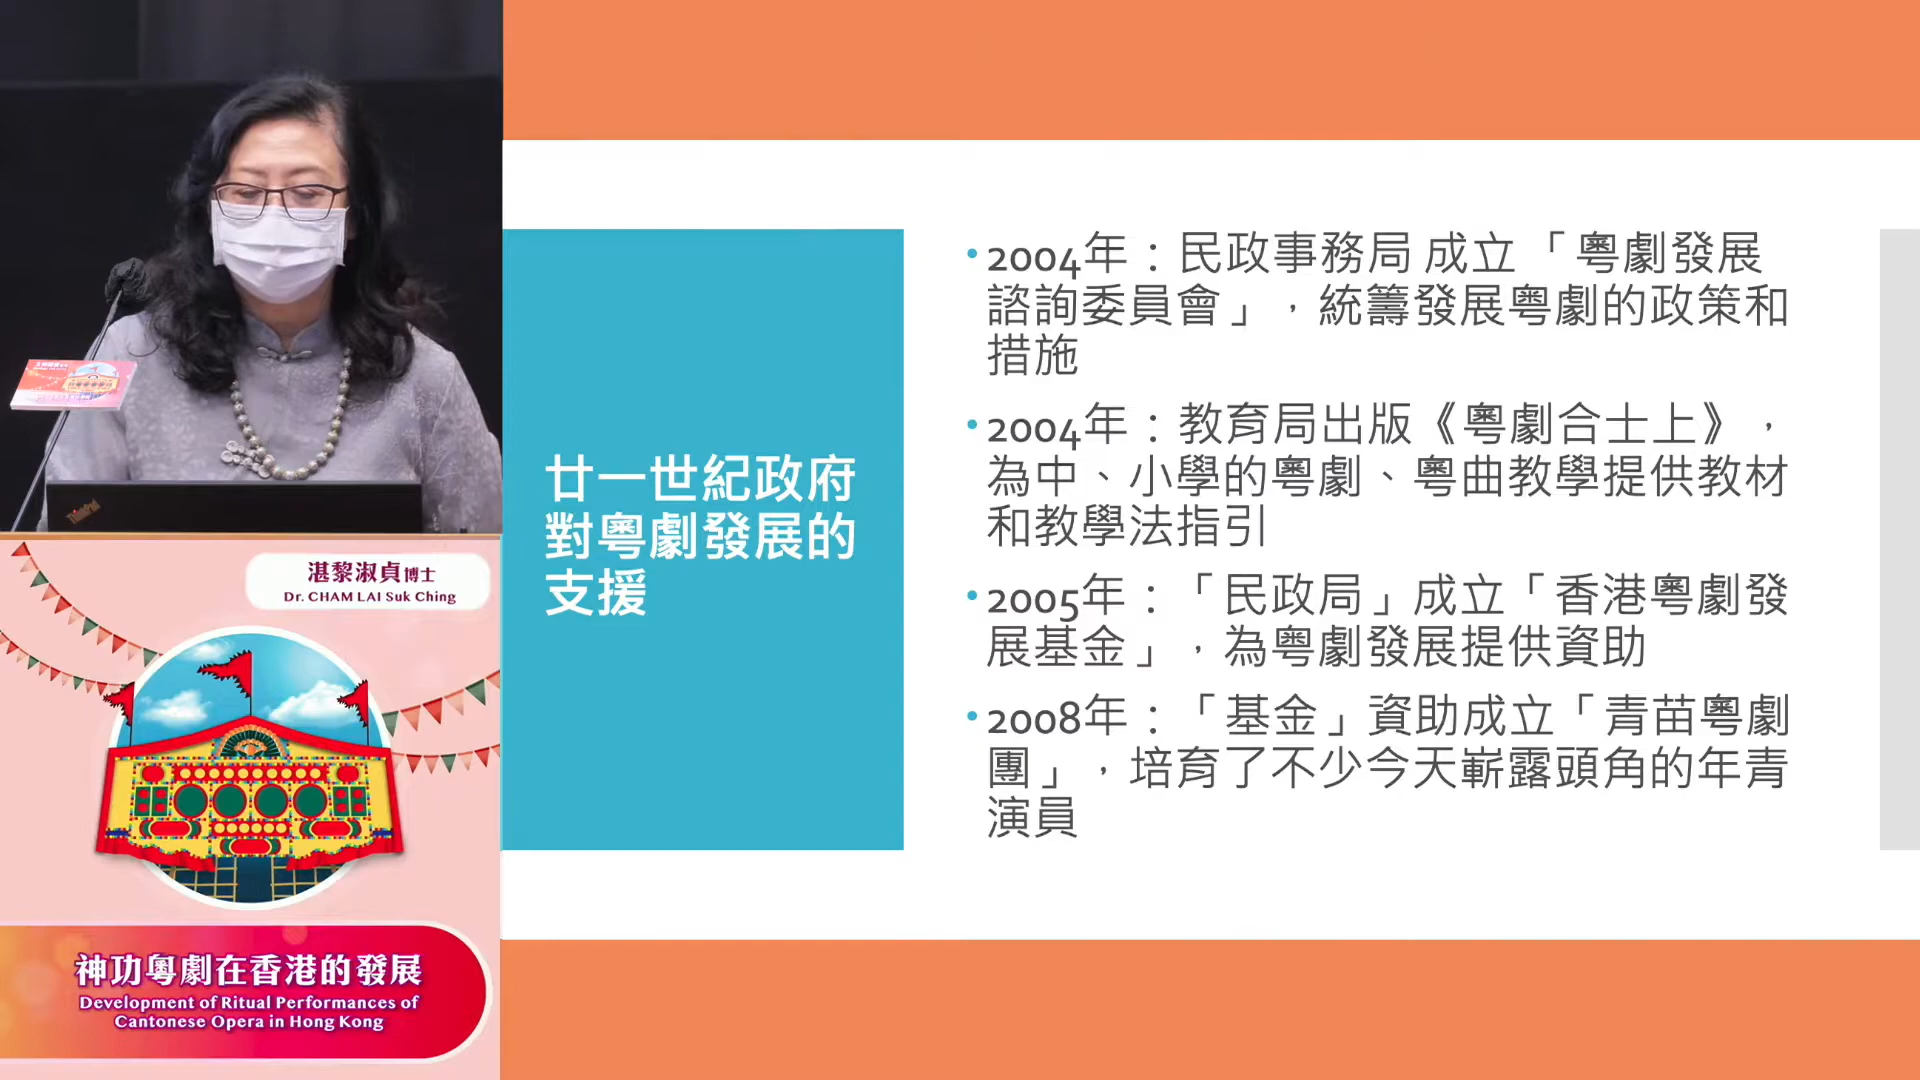 ThinkPad
湛黎淑貞博士
Dr. CHAM LAI Suk Ching
神功粵劇在香港的發展
Development of Ritual Performances of
Cantonese Opera in Hong Kong
廿一世紀政府
對粵劇發展的
支援
•2004年：民政事務局 成立 「粵劇發展
諮詢委員會」，統籌發展粵劇的政策和
措施
•2004年：教育局出版《粵劇合士上》，
為中、小學的粵劇、粵曲教學提供教材
和教學法指引
•2005年：「民政局」成立「香港粵劇發
展基金」，為粵劇發展提供資助
•2008年：「基金」資助成立「青苗粵劇
團」，培育了不少今天嶄露頭角的年青
演員